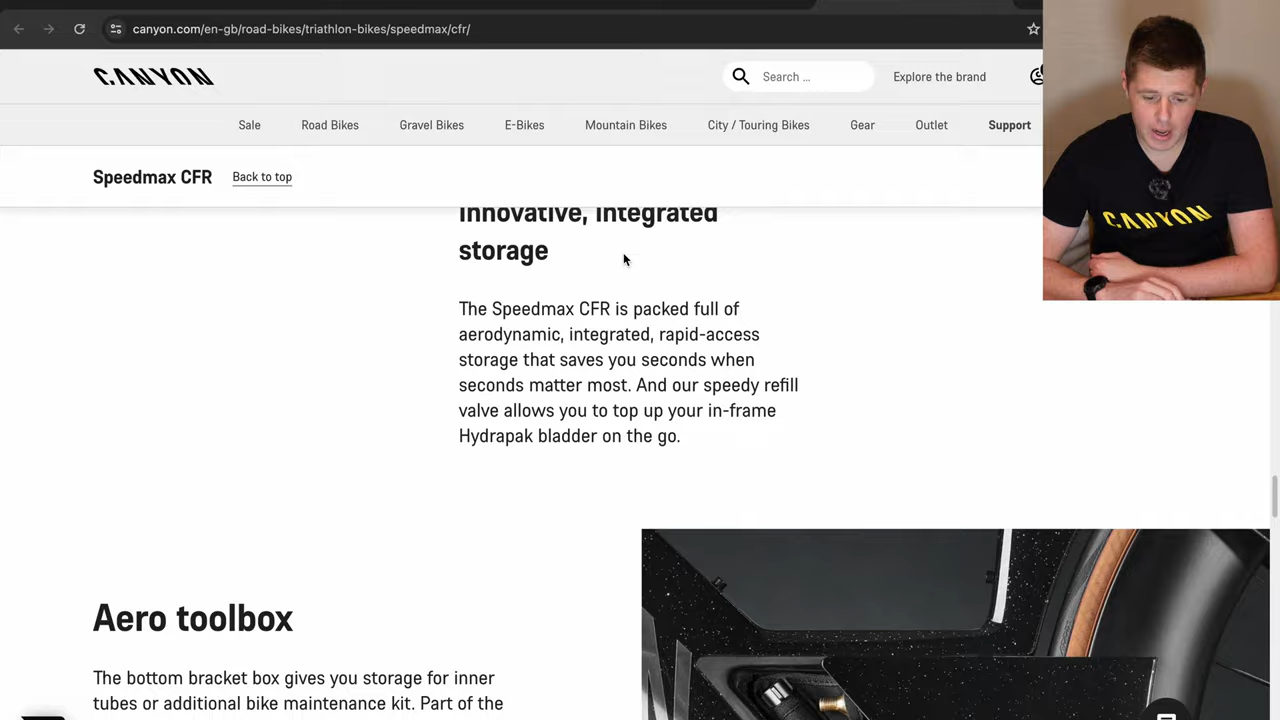 canyon.com/en-gb/road-bikes/triathlon-bikes/speedmax/cfr/
CANYON
Search ...
Explore the brand
Sale
Road Bikes
Gravel Bikes
E-Bikes
Mountain Bikes
City / Touring Bikes
Gear
Outlet
Support
Speedmax CFR
Back to top
Innovative, integrated
storage
The Speedmax CFR is packed full of
aerodynamic, integrated, rapid-access
storage that saves you seconds when
seconds matter most. And our speedy refill
valve allows you to top up your in-frame
Hydrapak bladder on the go.
Aero toolbox
The bottom bracket box gives you storage for inner
tubes or additional bike maintenance kit. Part of the
CANYON